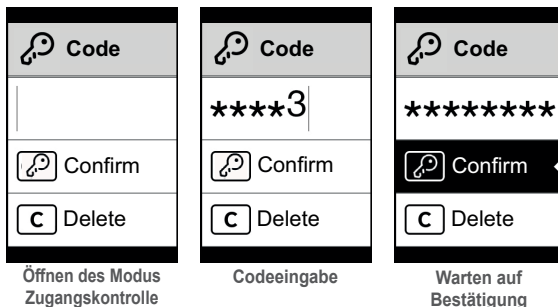 Code
Confirm
C Delete
Öffnen des Modus
Zugangskontrolle
Code
****3
Confirm
C Delete
Codeeingabe
Code
********
Confirm
C Delete
Warten auf
Bestätigung